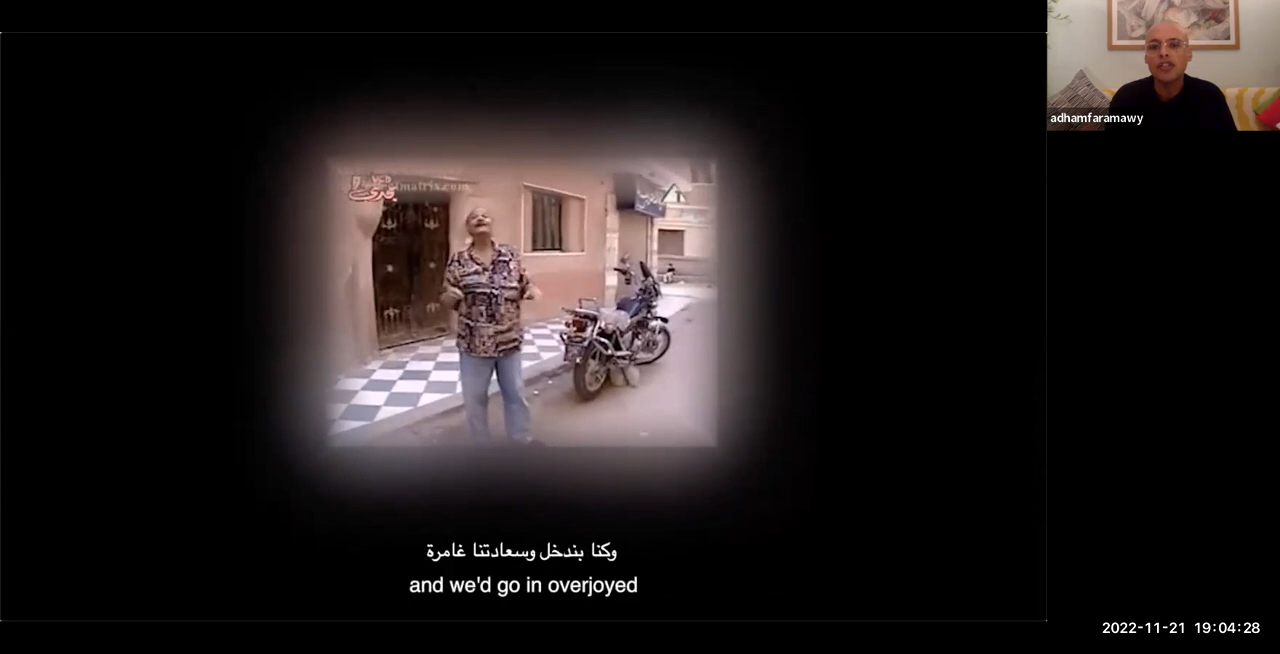 adhamfaramawy
وكنا بندخل وسعادتنا غامرة
and we'd go in overjoyed
2022-11-21 19:04:28